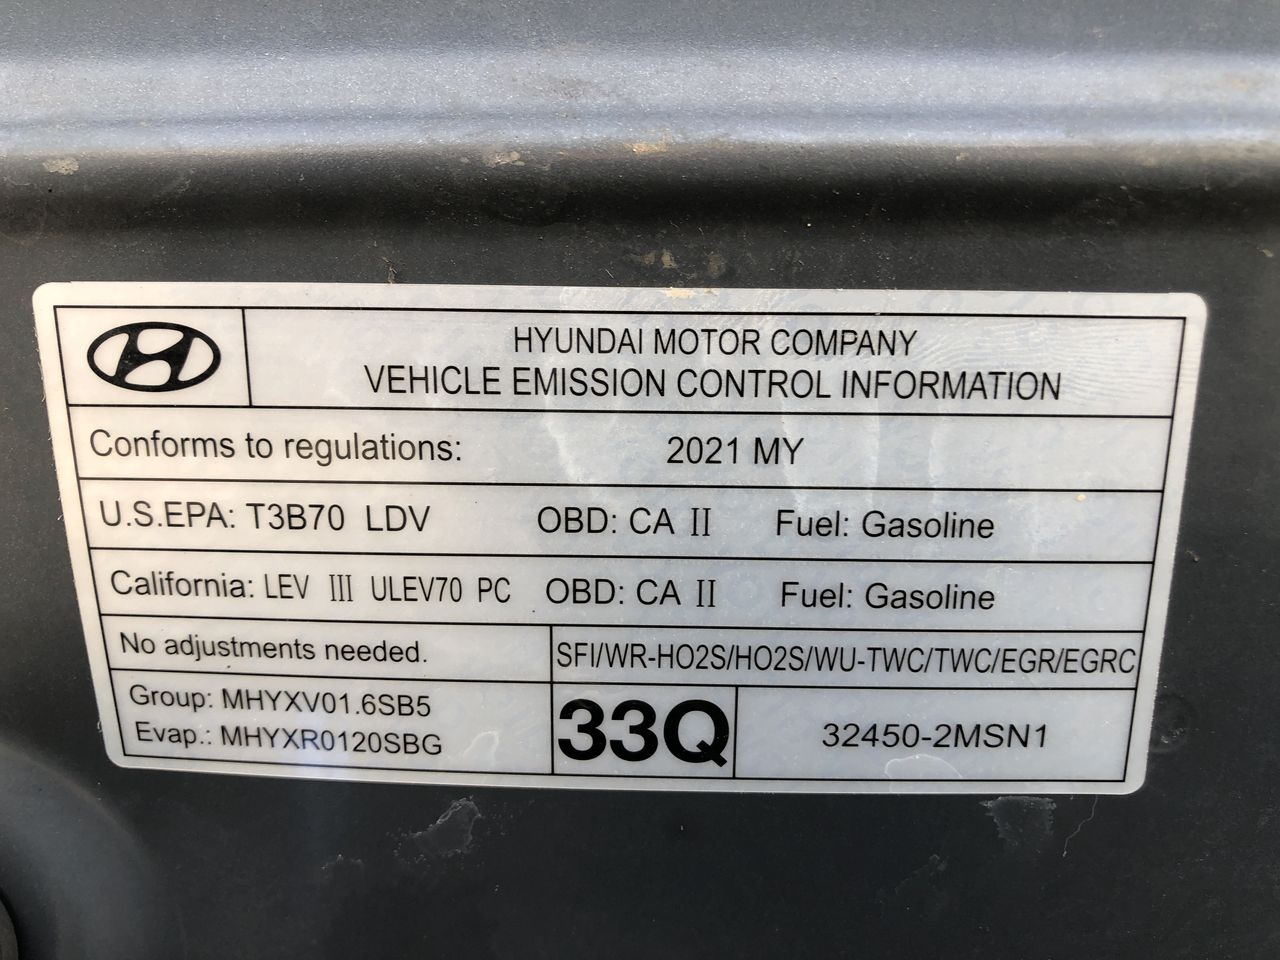 HYUNDAI MOTOR COMPANY
VEHICLE EMISSION CONTROL INFORMATION
Conforms to regulations: 2021 MY
U.S.EPA: T3B70 LDV OBD: CA II Fuel: Gasoline
California: LEV III ULEV70 PC OBD: CA II Fuel: Gasoline
No adjustments needed. SFI/WR-HO2S/HO2S/WU-TWC/TWC/EGR/EGRC
Group: MHYXV01.6SB5
Evap.: MHYXR0120SBG
33Q
32450-2MSN1